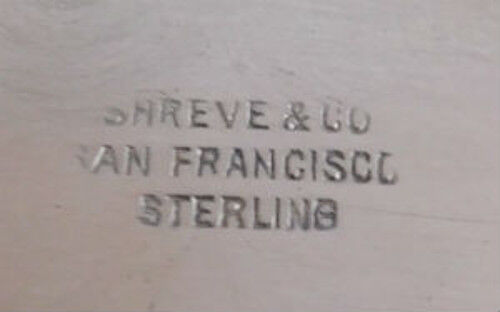 SHREVE & CO
SAN FRANCISCO
STERLING